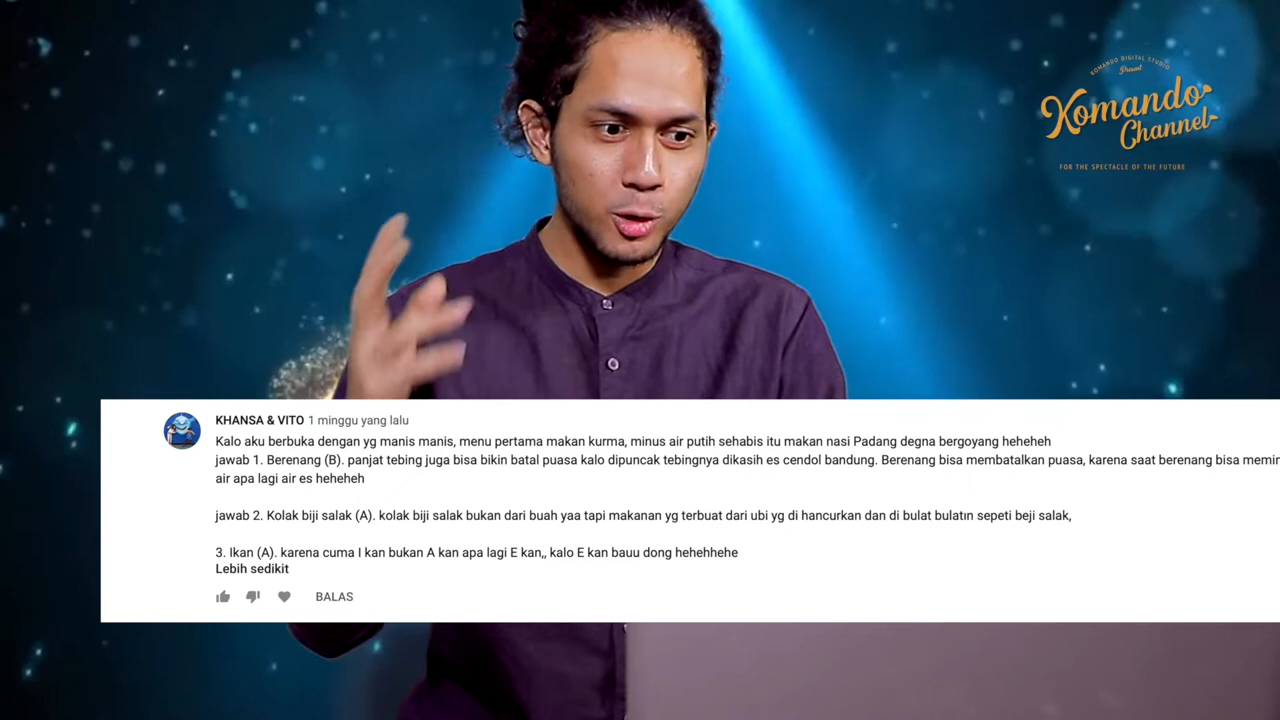 KOMANDO DIGITAL STUDIO
Present
Komando
Channel
FOR THE SPECTACLE OF THE FUTURE
KHANSA & VITO 1 minggu yang lalu
Kalo aku berbuka dengan yg manis manis, menu pertama makan kurma, minus air putih sehabis itu makan nasi Padang degna bergoyang heheheh
jawab 1. Berenang (B). panjat tebing juga bisa bikin batal puasa kalo dipuncak tebingnya dikasih es cendol bandung. Berenang bisa membatalkan puasa, karena saat berenang bisa
air apa lagi air es heheheh
jawab 2. Kolak biji salak (A). kolak biji salak bukan dari buah yaa tapi makanan yg terbuat dari ubi yg di hancurkan dan di bulat bulatin sepeti beji salak,
3. Ikan (A). karena cuma I kan bukan A kan apa lagi E kan,, kalo E kan bauu dong hehehhehe
Lebih sedikit
BALAS